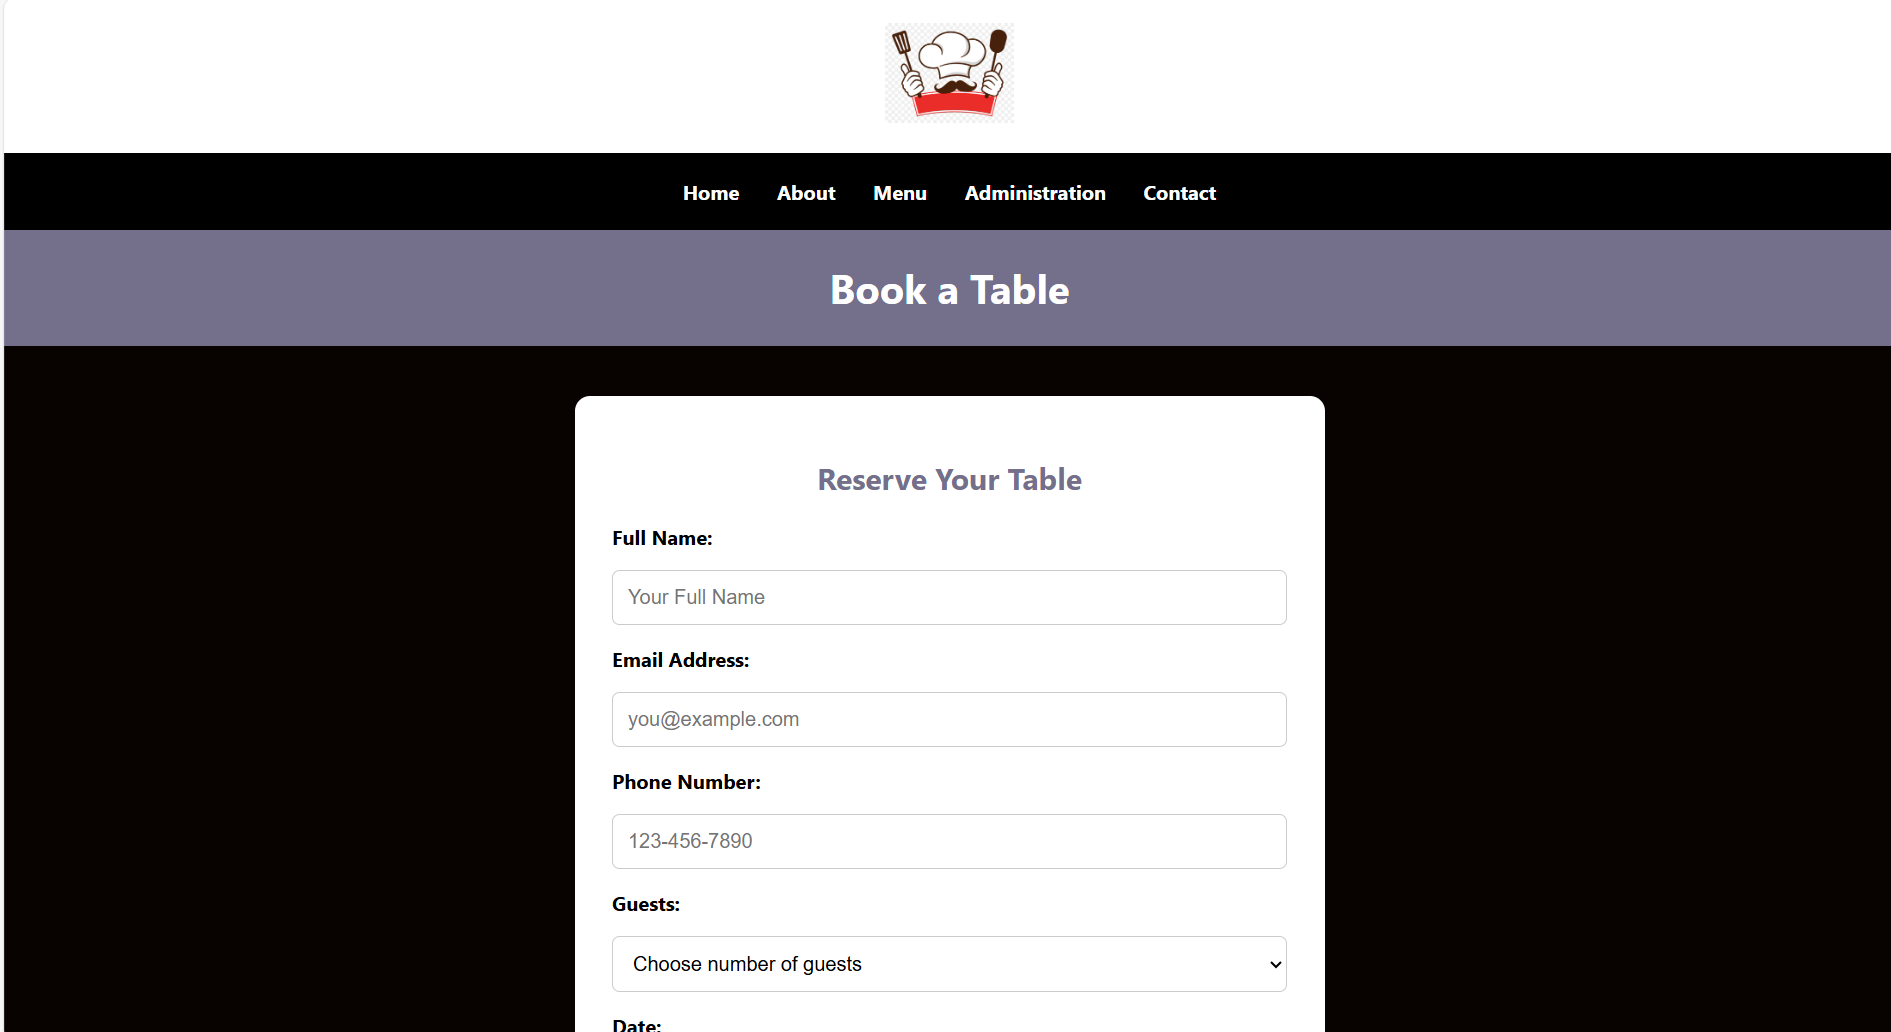 Home About Menu Administration Contact
Book a Table
Reserve Your Table
Full Name:
Your Full Name
Email Address:
you@example.com
Phone Number:
123-456-7890
Guests:
Choose number of guests
Date: